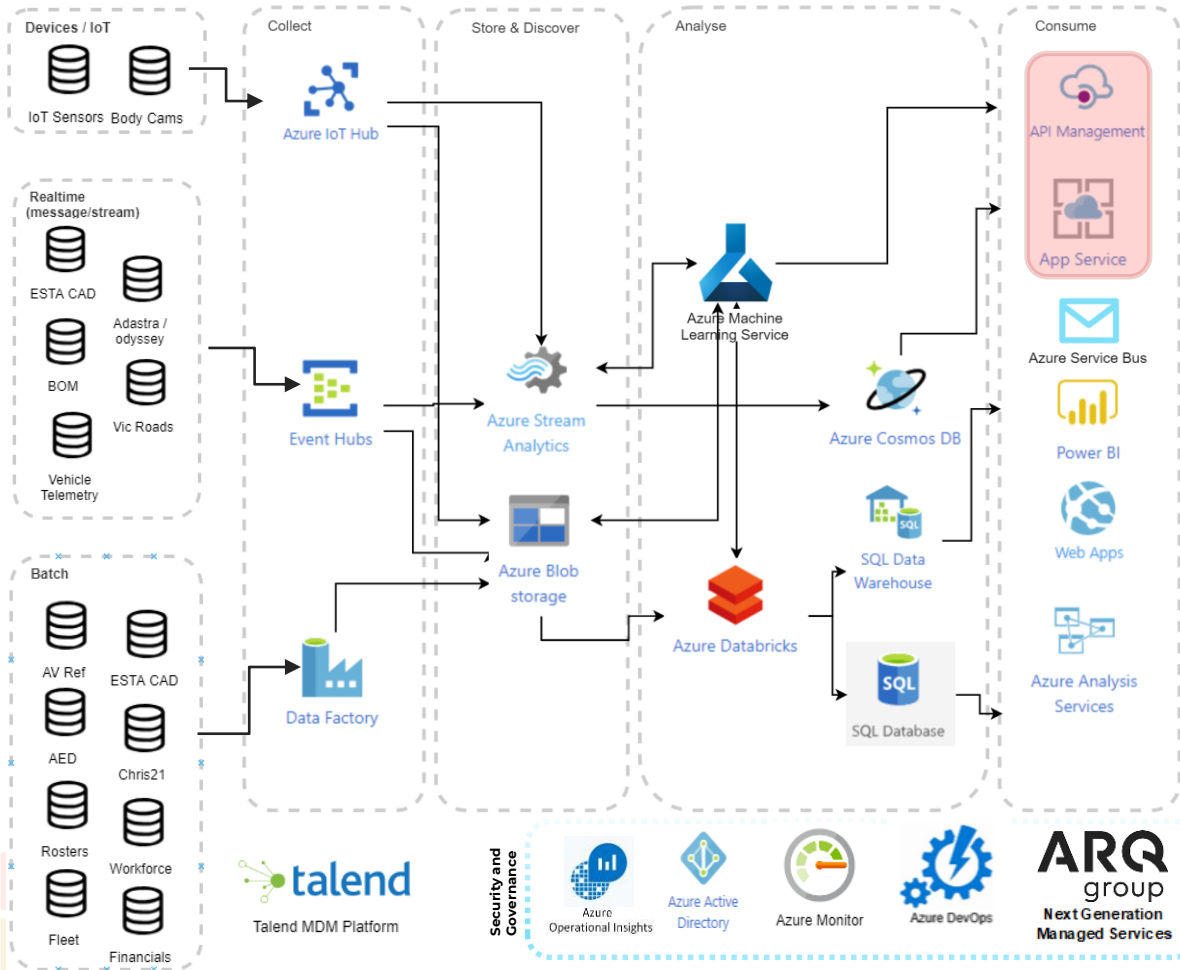 Devices / IoT
IoT Sensors
Body Cams
Realtime
(message/stream)
ESTA CAD
Adastra /
odyssey
BOM
Vic Roads
Vehicle
Telemetry
Batch
AV Ref
ESTA CAD
AED
Chris21
Rosters
Workforce
Fleet
Financials
Collect
Azure IoT Hub
Event Hubs
Data Factory
Store & Discover
Azure Stream
Analytics
Azure Blob
storage
Analyse
Azure Machine
Learning Service
Azure Cosmos DB
SQL
SQL Data
Warehouse
Azure Databricks
SQL
SQL Database
Consume
API Management
App Service
Azure Service Bus
Power BI
Web Apps
Azure Analysis
Services
talend
Talend MDM Platform
Security and
Governance
Azure
Operational Insights
Azure Active
Directory
Azure Monitor
Azure DevOps
ARQ
group
Next Generation
Managed Services